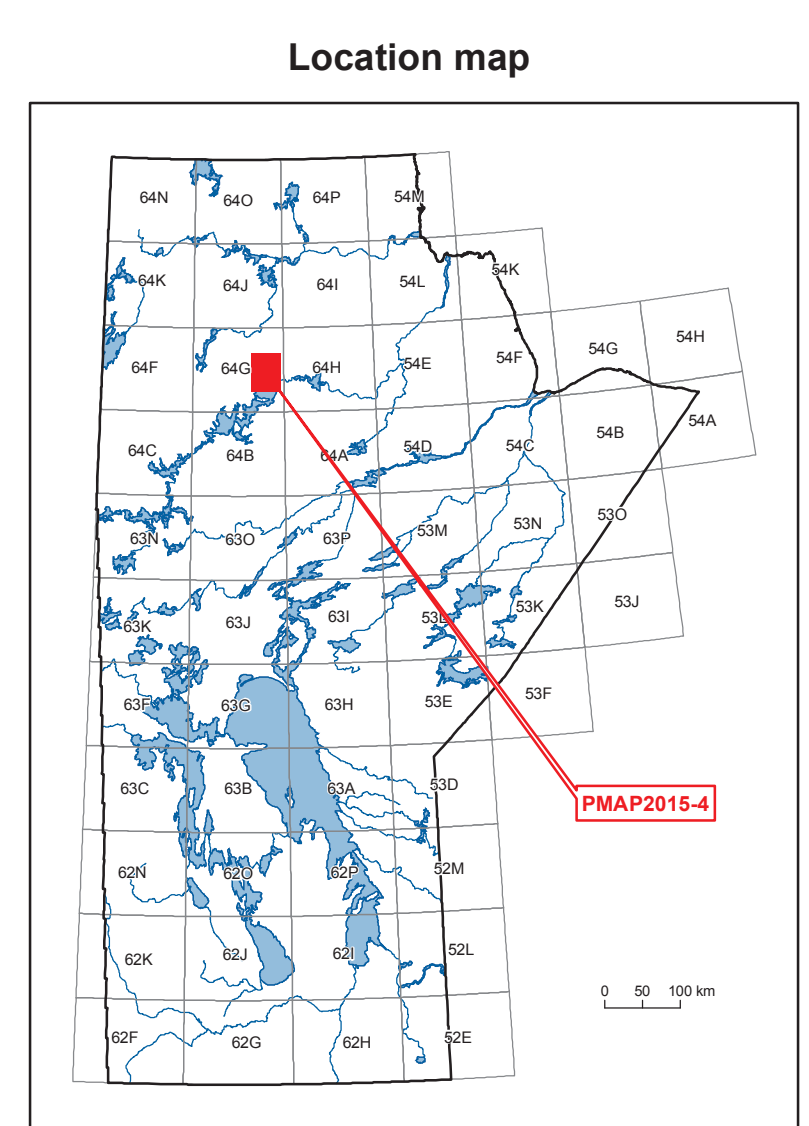 Location map
64N 64O 64P 54M
64K 64J 64I 54L 54K
64F 64G 64H 54E 54F 54G 54H
64C 64B 64A 54D 54C 54B 54A
63N 63O 63P 53M 53N 53O
63K 63J 63I 53L 53K 53J
63F 63G 63H 53E 53F
63C 63B 63A 53D
PMAP2015-4
62N 62O 62P 52M
62K 62J 62I 52L
0 50 100 km
62F 62G 62H 52E